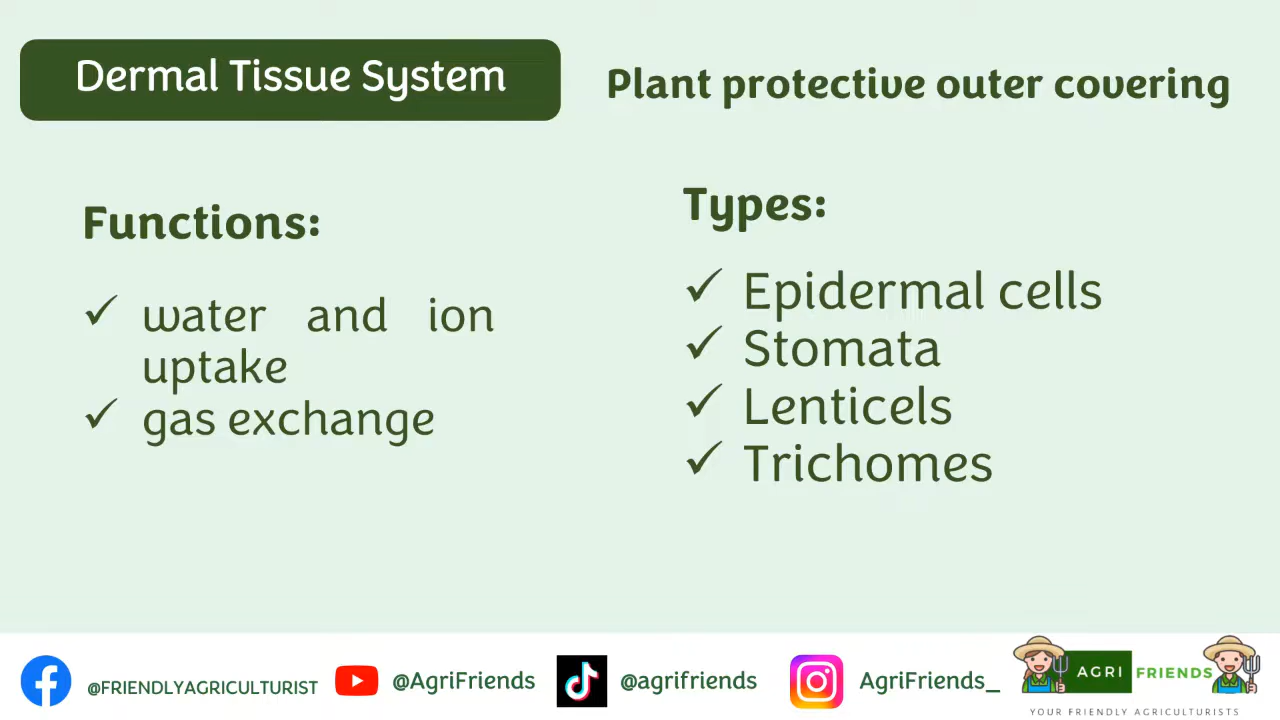 Dermal Tissue System
Plant protective outer covering
Functions:
✓ water and ion
uptake
✓ gas exchange
Types:
✓ Epidermal cells
✓ Stomata
✓ Lenticels
✓ Trichomes
@FRIENDLYAGRICULTURIST
@AgriFriends
@agrifriends
AgriFriends_
AGRI FRIENDS
YOUR FRIENDLY AGRICULTURISTS